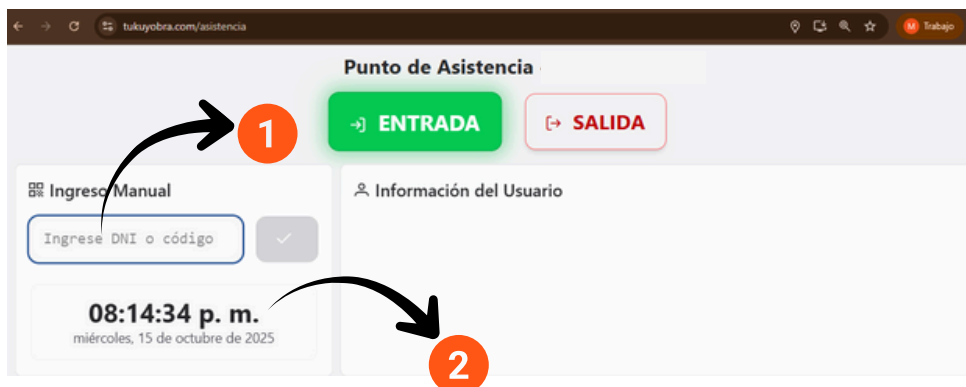 tukuyobra.com/asistencia
M Trabajo
Punto de Asistencia
ENTRADA
SALIDA
1
Ingreso Manual
Información del Usuario
Ingrese DNI o código
08:14:34 p. m.
miércoles, 15 de octubre de 2025
2